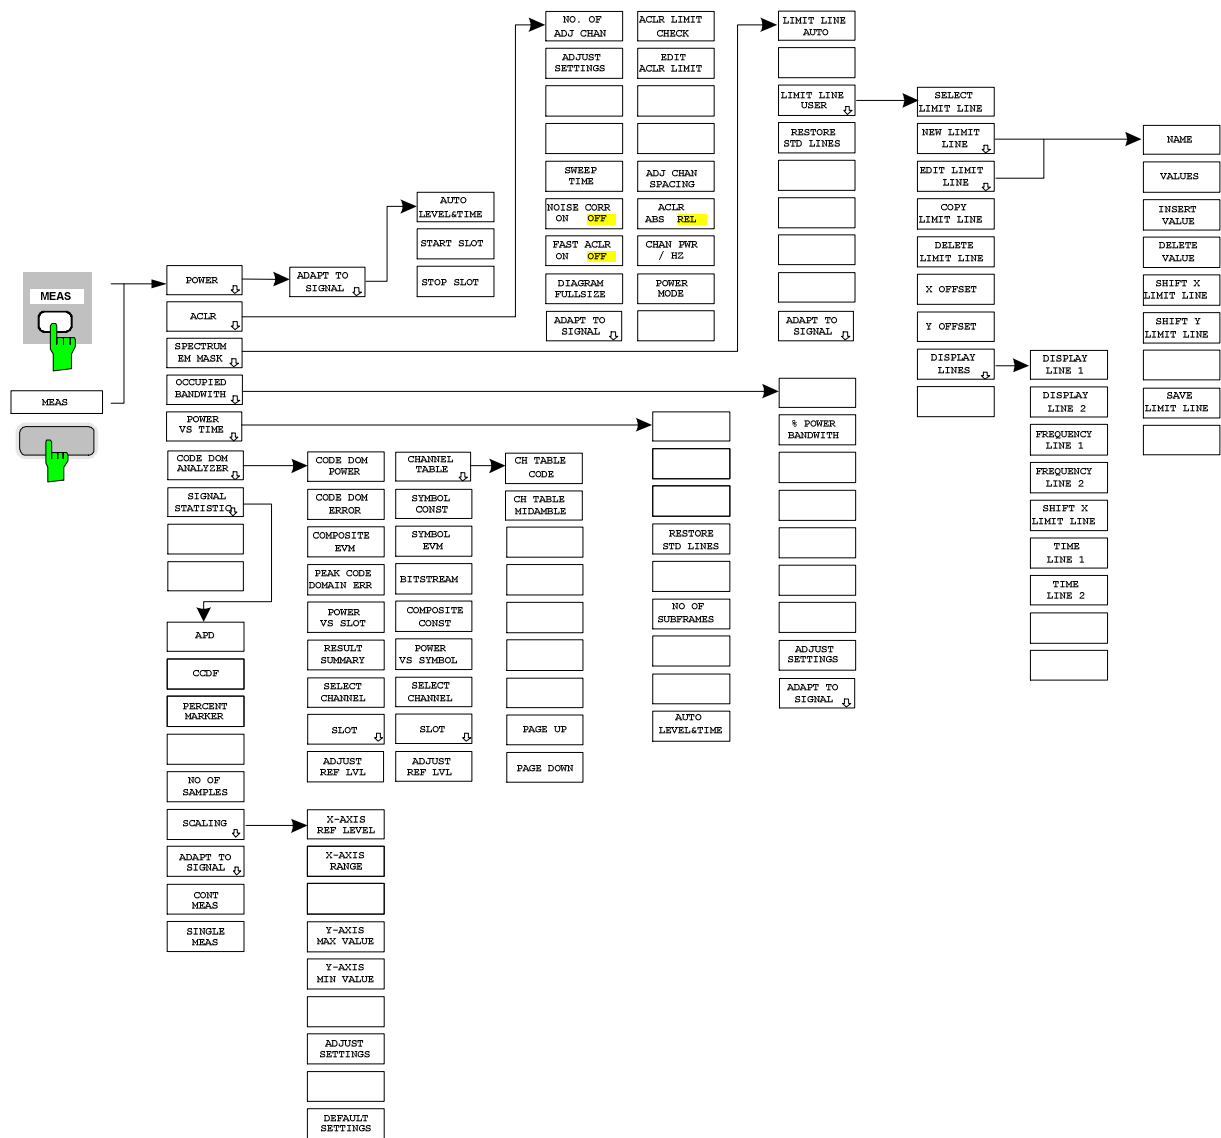 MEAS
MEAS
POWER
ACLR
SPECTRUM
EM MASK
OCCUPIED
BANDWITH
POWER
VS TIME
CODE DOM
ANALYZER
SIGNAL
STATISTIC
ADAPT TO
SIGNAL
AUTO
LEVEL&TIME
START SLOT
STOP SLOT
NO. OF
ADJ CHAN
ADJUST
SETTINGS
SWEEP
TIME
NOISE CORR
ON OFF
FAST ACLR
ON OFF
DIAGRAM
FULLSIZE
ADAPT TO
SIGNAL
ACLR LIMIT
CHECK
EDIT
ACLR LIMIT
ADJ CHAN
SPACING
ACLR
ABS REL
CHAN PWR
/ HZ
POWER
MODE
LIMIT LINE
AUTO
LIMIT LINE
USER
RESTORE
STD LINES
ADAPT TO
SIGNAL
SELECT
LIMIT LINE
NEW LIMIT
LINE
EDIT LIMIT
LINE
COPY
LIMIT LINE
DELETE
LIMIT LINE
X OFFSET
Y OFFSET
DISPLAY
LINES
NAME
VALUES
INSERT
VALUE
DELETE
VALUE
SHIFT X
LIMIT LINE
SHIFT Y
LIMIT LINE
SAVE
LIMIT LINE
DISPLAY
LINE 1
DISPLAY
LINE 2
FREQUENCY
LINE 1
FREQUENCY
LINE 2
SHIFT X
LIMIT LINE
TIME
LINE 1
TIME
LINE 2
% POWER
BANDWITH
ADJUST
SETTINGS
ADAPT TO
SIGNAL
RESTORE
STD LINES
NO OF
SUBFRAMES
AUTO
LEVEL&TIME
CODE DOM
POWER
CODE DOM
ERROR
COMPOSITE
EVM
PEAK CODE
DOMAIN ERR
POWER
VS SLOT
RESULT
SUMMARY
SELECT
CHANNEL
SLOT
ADJUST
REF LVL
CHANNEL
TABLE
SYMBOL
CONST
SYMBOL
EVM
BITSTREAM
COMPOSITE
CONST
POWER
VS SYMBOL
SELECT
CHANNEL
SLOT
ADJUST
REF LVL
CH TABLE
CODE
CH TABLE
MIDAMBLE
PAGE UP
PAGE DOWN
APD
CCDF
PERCENT
MARKER
NO OF
SAMPLES
SCALING
ADAPT TO
SIGNAL
CONT
MEAS
SINGLE
MEAS
X-AXIS
REF LEVEL
X-AXIS
RANGE
Y-AXIS
MAX VALUE
Y-AXIS
MIN VALUE
ADJUST
SETTINGS
DEFAULT
SETTINGS